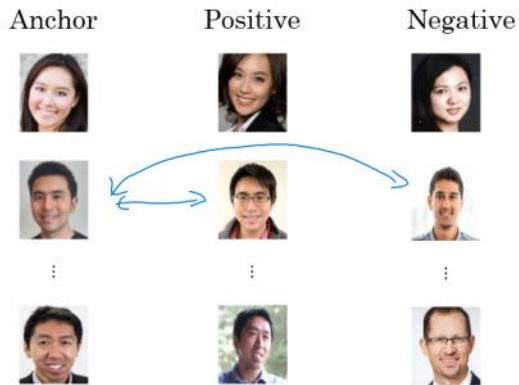 Anchor Positive Negative
⋮ ⋮ ⋮